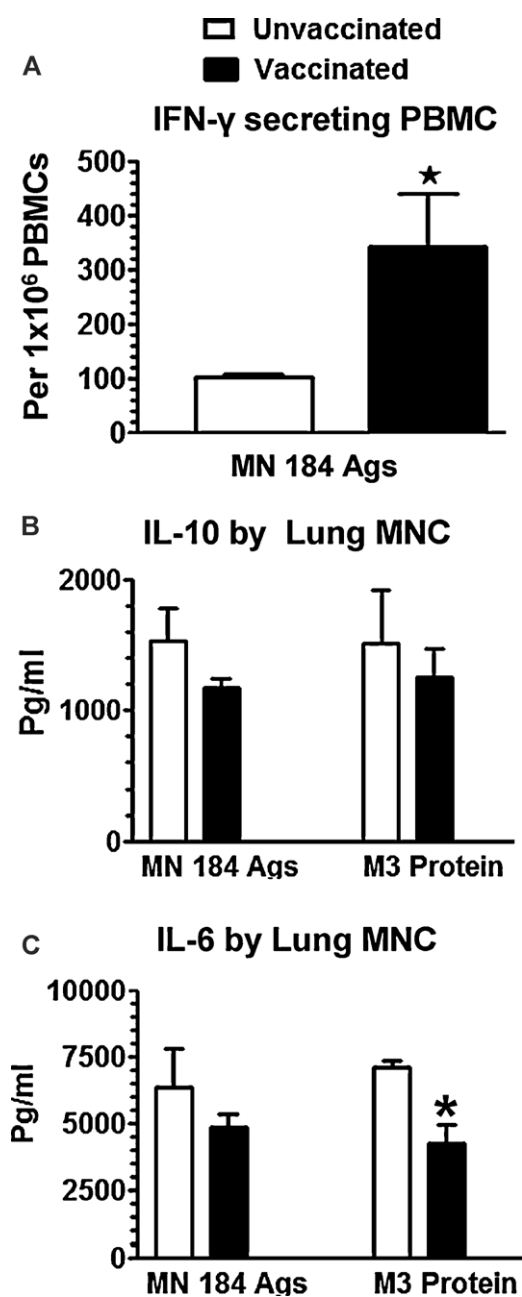 Unvaccinated
Vaccinated
A
IFN-γ secreting PBMC
Per 1x10⁶ PBMCs
500
400
300
200
100
0
★
MN 184 Ags
B
IL-10 by Lung MNC
Pg/ml
2000
1000
0
MN 184 Ags
M3 Protein
C
IL-6 by Lung MNC
Pg/ml
10000
7500
5000
2500
0
*
MN 184 Ags
M3 Protein